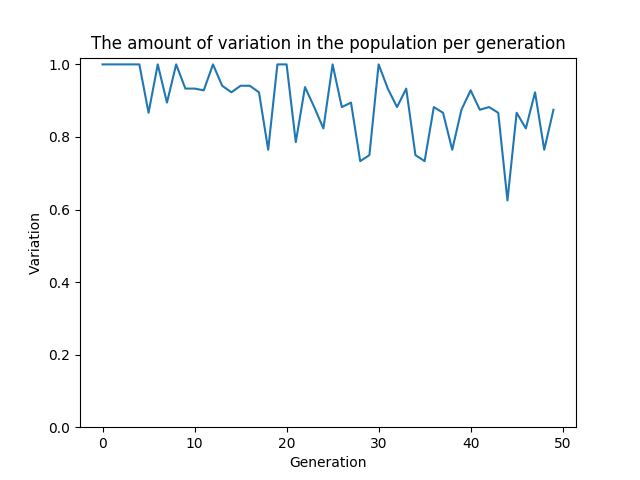 The amount of variation in the population per generation
1.0
0.8
0.6
0.4
0.2
0.0
Variation
0 10 20 30 40 50
Generation